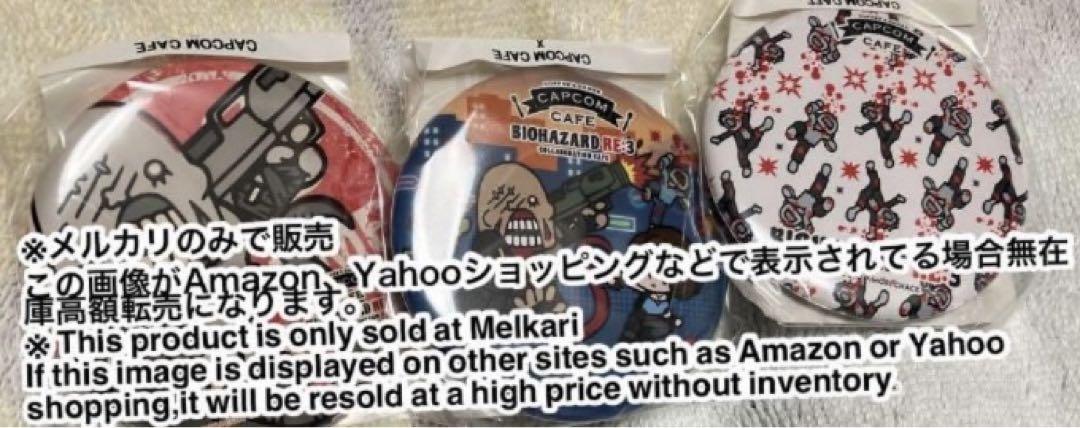 CAPCOM CAFE
X
CAPCOM CAFE
CAPCOM
CAFE
BIOHAZARD RE:3
COLLABORATION CAFE
CAPCOM
CAFE
※メルカリのみで販売
この画像がAmazon、Yahooショッピングなどで表示されてる場合無在
庫高額転売になります。
※ This product is only sold at Melkari
If this image is displayed on other sites such as Amazon or Yahoo
shopping,it will be resold at a high price without inventory.